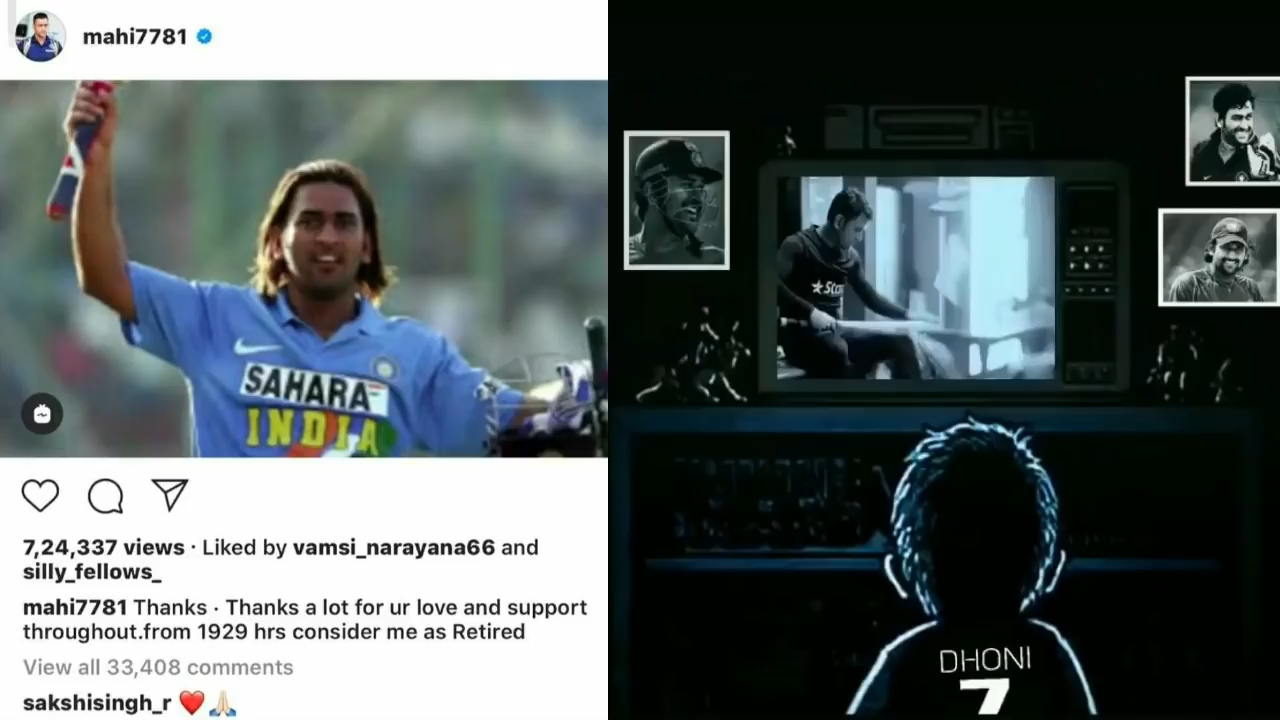 mahi7781
SAHARA
INDIA
7,24,337 views · Liked by vamsi_narayana66 and
silly_fellows_
mahi7781 Thanks · Thanks a lot for ur love and support
throughout.from 1929 hrs consider me as Retired
View all 33,408 comments
sakshisingh_r ❤️🙏🏻
DHONI
7